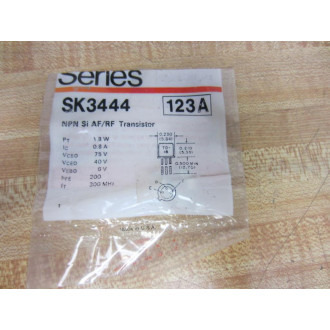 Series
SK3444
123A
NPN Si AF/RF Transistor
PT 1.8 W
IC 0.8 A
VCBO 75 V
VCEO 40 V
VEBO 6 V
hFE 200
fT 300 MHz
TO-